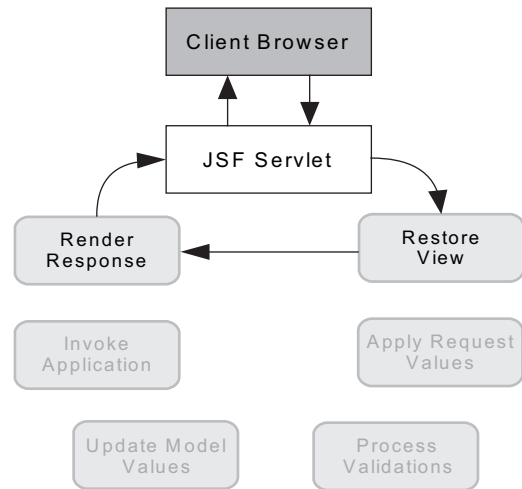 Client Browser
JSF Servlet
Render
Response
Restore
View
Invoke
Application
Apply Request
Values
Update Model
Values
Process
Validations